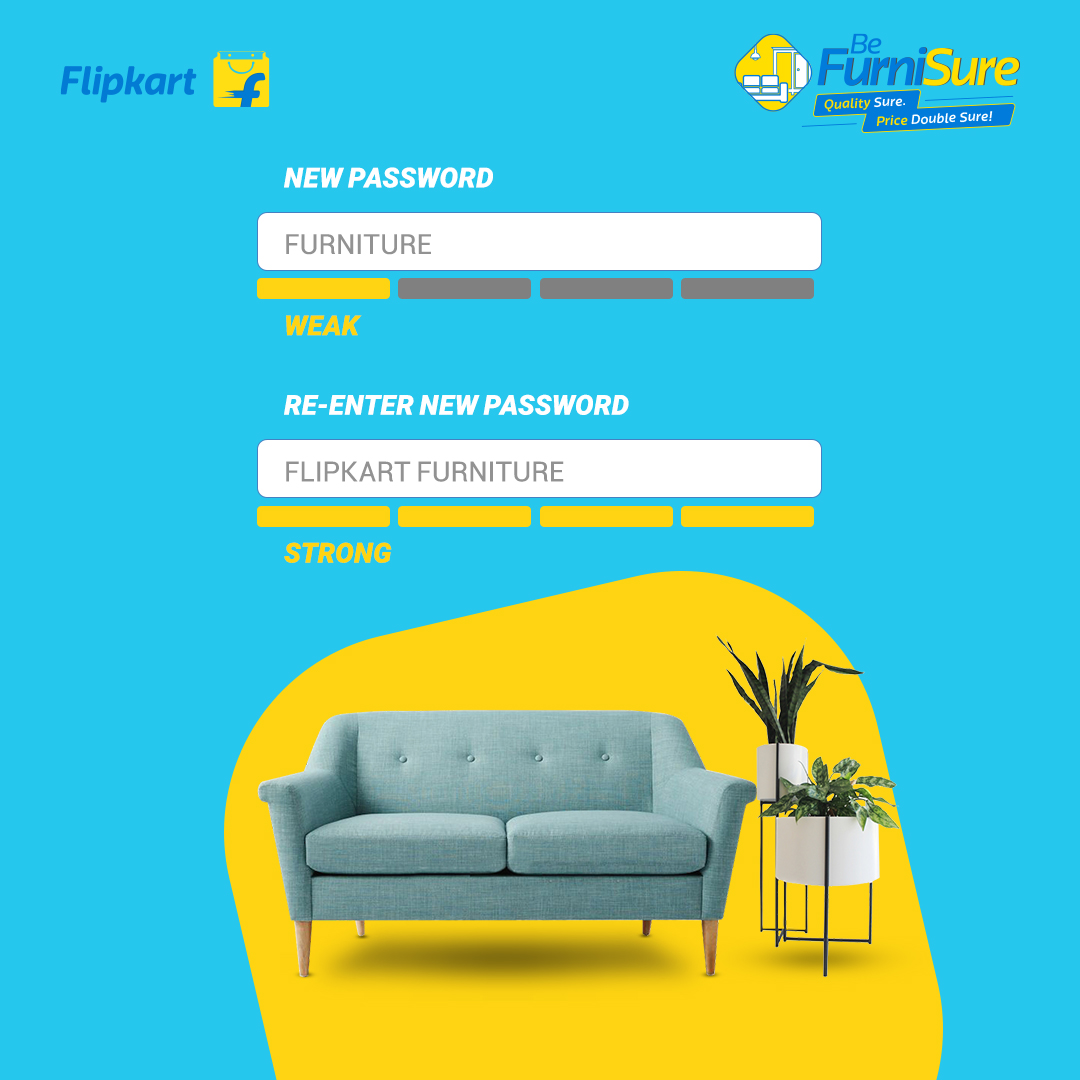 Flipkart
Be
FurniSure
Quality Sure.
Price Double Sure!
NEW PASSWORD
FURNITURE
WEAK
RE-ENTER NEW PASSWORD
FLIPKART FURNITURE
STRONG